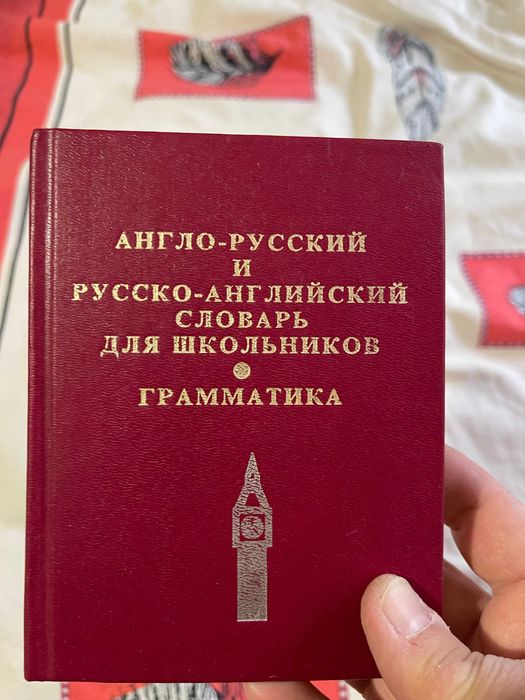 АНГЛО-РУССКИЙ
И
РУССКО-АНГЛИЙСКИЙ
СЛОВАРЬ
ДЛЯ ШКОЛЬНИКОВ
ГРАММАТИКА